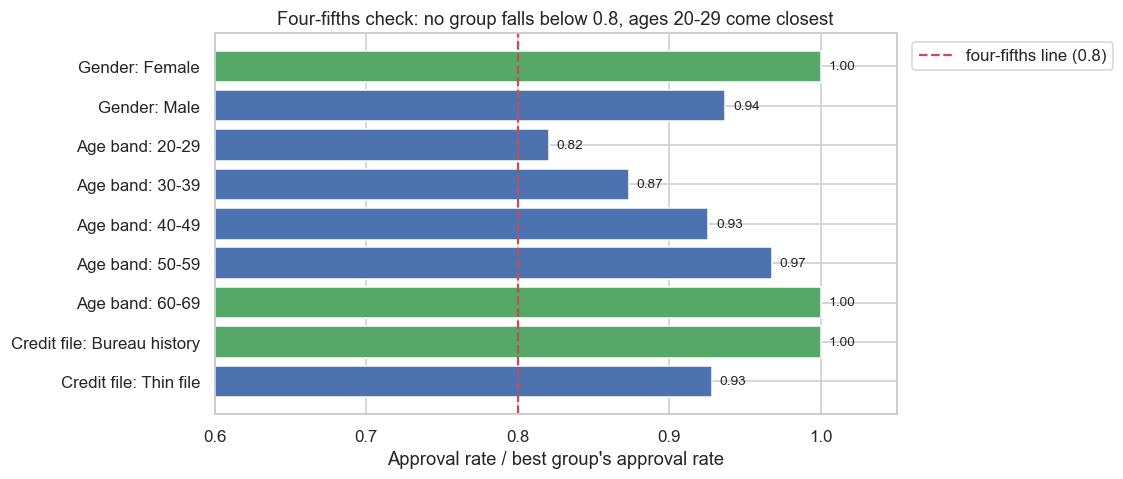 Four-fifths check: no group falls below 0.8, ages 20-29 come closest
four-fifths line (0.8)
Gender: Female 1.00
Gender: Male 0.94
Age band: 20-29 0.82
Age band: 30-39 0.87
Age band: 40-49 0.93
Age band: 50-59 0.97
Age band: 60-69 1.00
Credit file: Bureau history 1.00
Credit file: Thin file 0.93
0.6 0.7 0.8 0.9 1.0
Approval rate / best group's approval rate